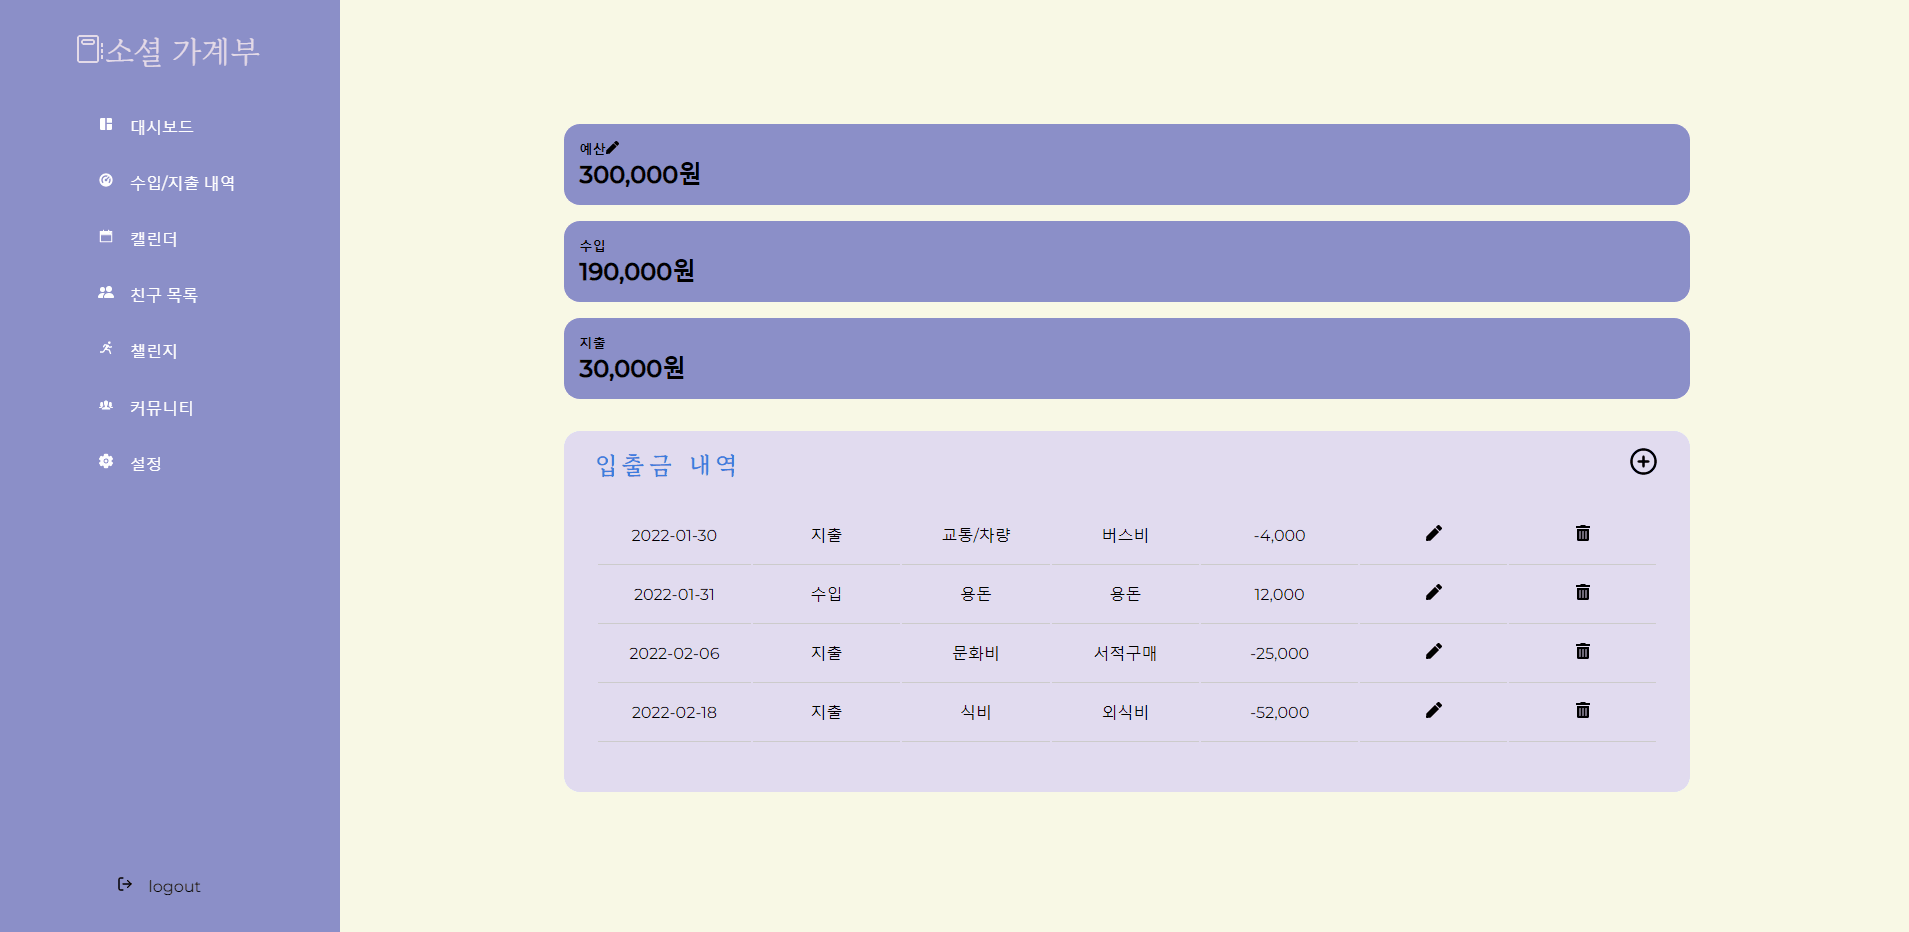 소셜 가계부
대시보드
수입/지출 내역
캘린더
친구 목록
챌린지
커뮤니티
설정
logout
예산
300,000원
수입
190,000원
지출
30,000원
입출금 내역
2022-01-30 지출 교통/차량 버스비 -4,000
2022-01-31 수입 용돈 용돈 12,000
2022-02-06 지출 문화비 서적구매 -25,000
2022-02-18 지출 식비 외식비 -52,000